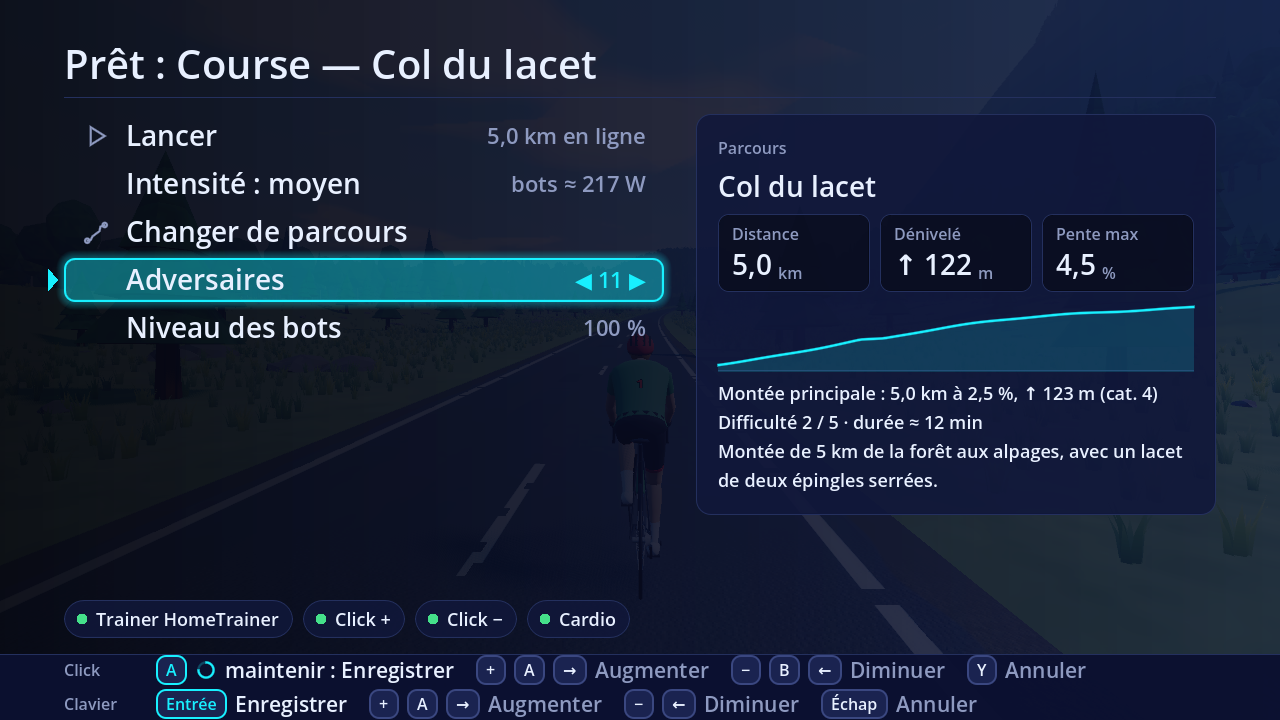 Prêt : Course — Col du lacet
Lancer 5,0 km en ligne
Intensité : moyen bots ≈ 217 W
Changer de parcours
Adversaires ◀ 11 ▶
Niveau des bots 100 %
Parcours
Col du lacet
Distance Dénivelé Pente max
5,0 km ↑ 122 m 4,5 %
Montée principale : 5,0 km à 2,5 %, ↑ 123 m (cat. 4)
Difficulté 2 / 5 · durée ≈ 12 min
Montée de 5 km de la forêt aux alpages, avec un lacet
de deux épingles serrées.
Trainer HomeTrainer Click + Click − Cardio
Click A maintenir : Enregistrer + A → Augmenter − B ← Diminuer Y Annuler
Clavier Entrée Enregistrer + A → Augmenter − ← Diminuer Échap Annuler